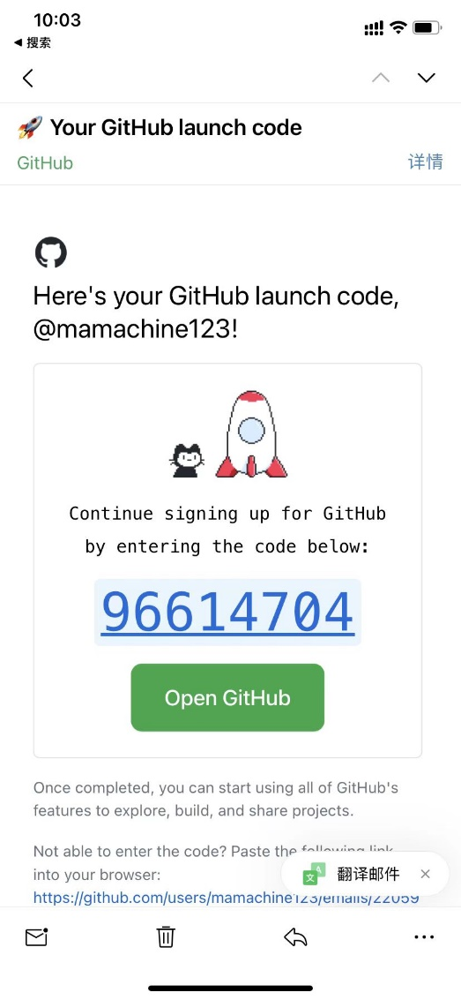 10:03
◀ 搜索
🚀 Your GitHub launch code
GitHub
详情
Here's your GitHub launch code,
@mamachine123!
Continue signing up for GitHub
by entering the code below:
96614704
Open GitHub
Once completed, you can start using all of GitHub's
features to explore, build, and share projects.
Not able to enter the code? Paste the following link
into your browser:
https://github.com/users/mamachine123/emails/22059
翻译邮件